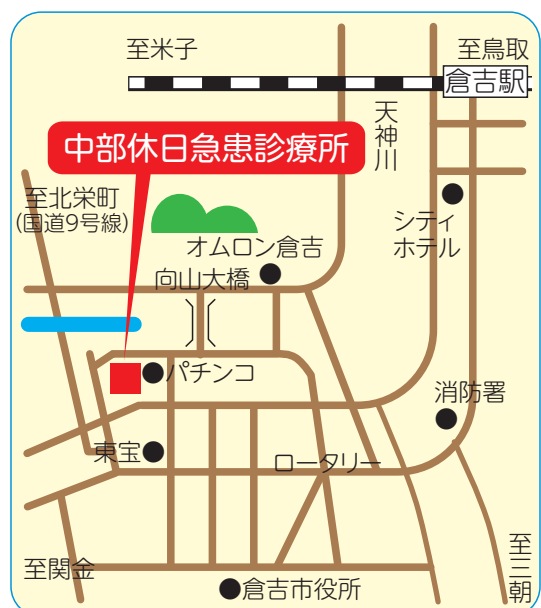 至米子
至鳥取
倉吉駅
天神川
中部休日急患診療所
至北栄町
(国道9号線)
シティ
ホテル
オムロン倉吉
向山大橋
パチンコ
消防署
東宝
ロータリー
至関金
至三朝
倉吉市役所